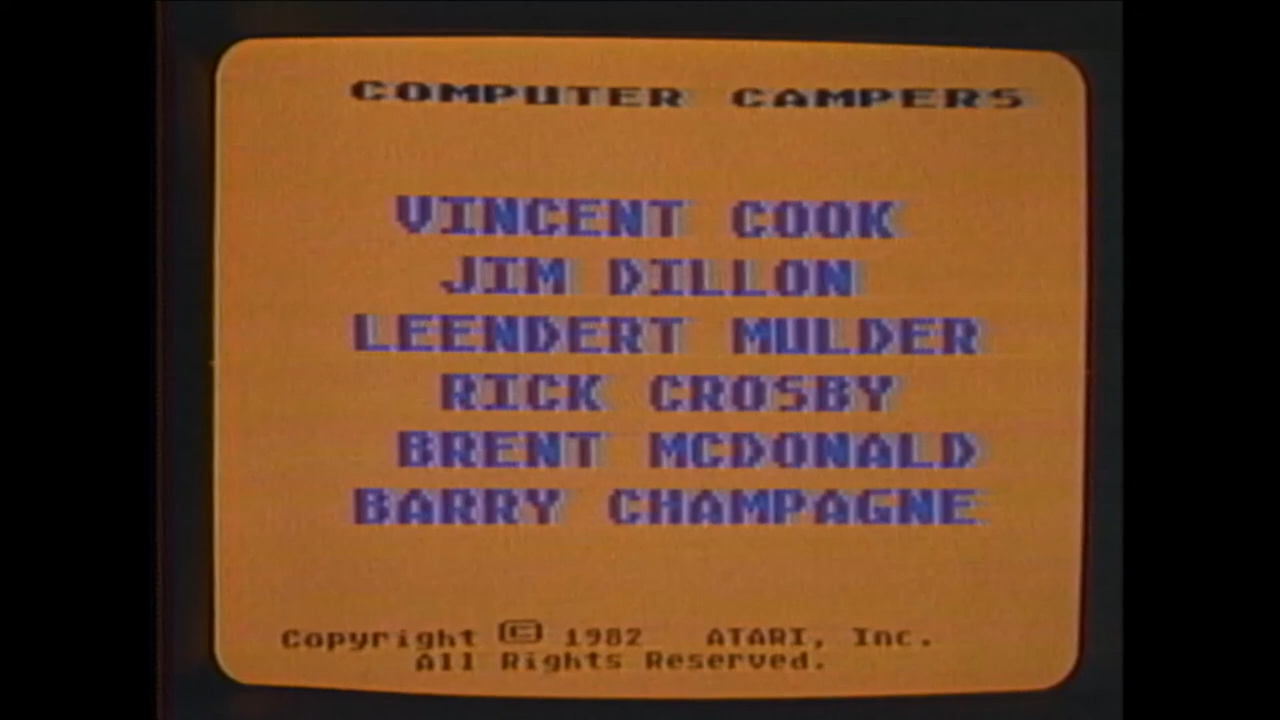 COMPUTER CAMPERS
VINCENT COOK
JIM DILLON
LEENDERT MULDER
RICK CROSBY
BRENT MCDONALD
BARRY CHAMPAGNE
Copyright © 1982 ATARI, Inc.
All Rights Reserved.